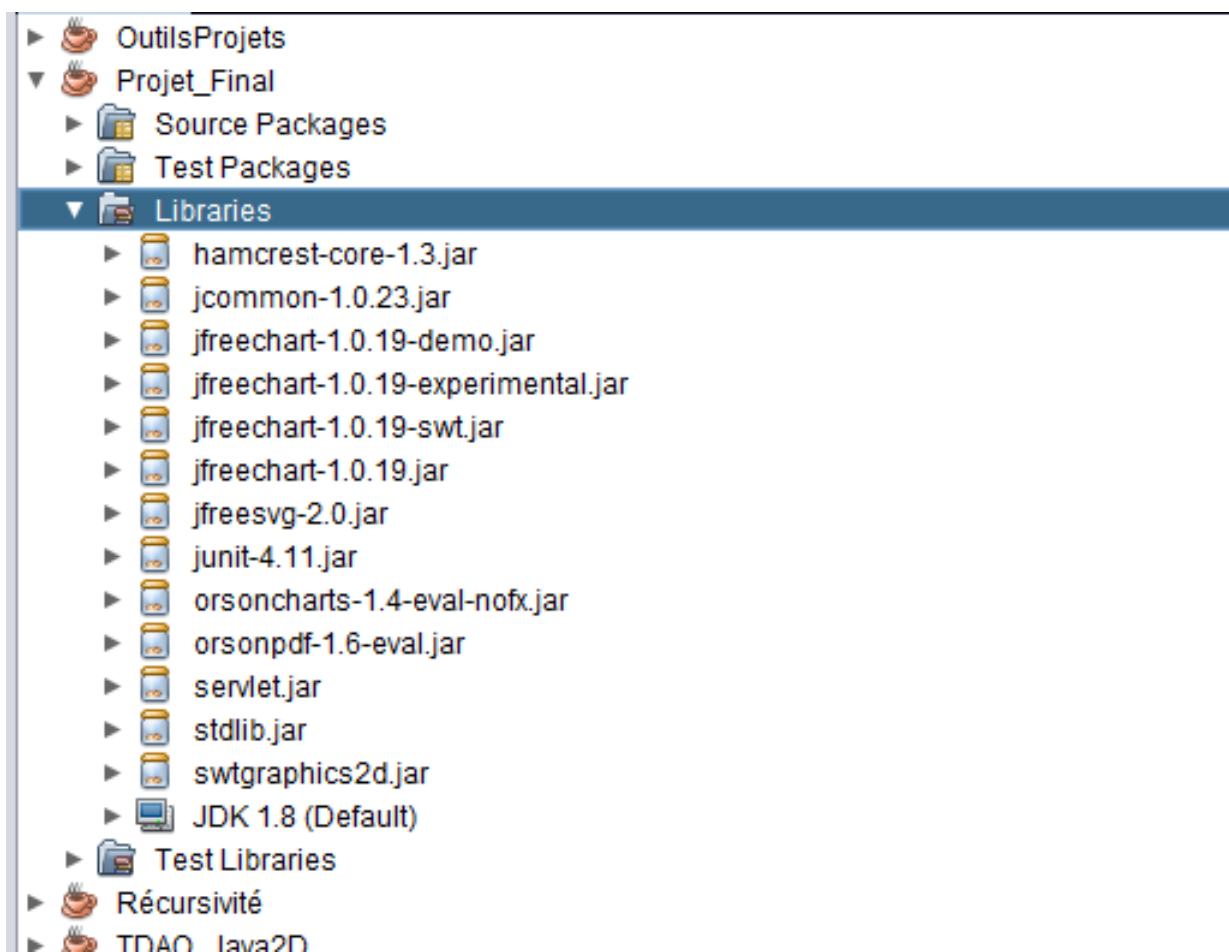 OutilsProjets
Projet_Final
Source Packages
Test Packages
Libraries
hamcrest-core-1.3.jar
jcommon-1.0.23.jar
jfreechart-1.0.19-demo.jar
jfreechart-1.0.19-experimental.jar
jfreechart-1.0.19-swt.jar
jfreechart-1.0.19.jar
jfreesvg-2.0.jar
junit-4.11.jar
orsoncharts-1.4-eval-nofx.jar
orsonpdf-1.6-eval.jar
servlet.jar
stdlib.jar
swtgraphics2d.jar
JDK 1.8 (Default)
Test Libraries
Récursivité
Java2D